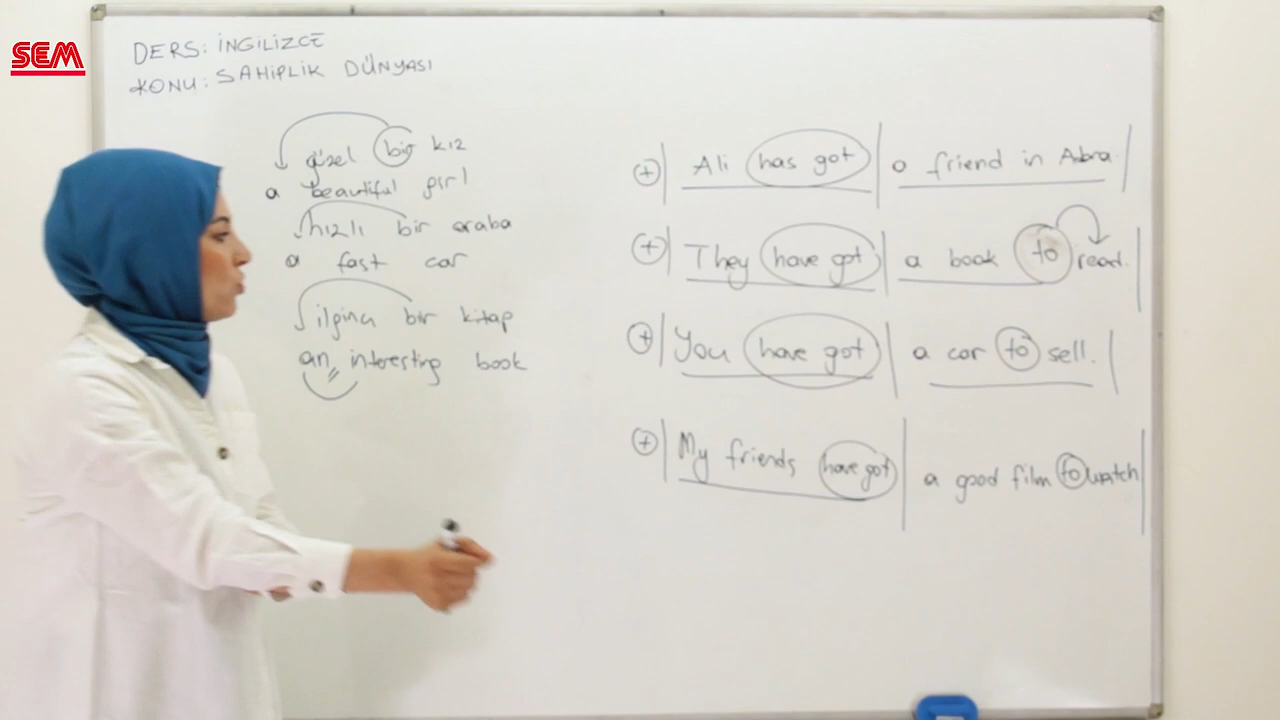 SEM
DERS: İNGİLİZCE
KONU: SAHİPLİK DÜNYASI
güzel bir kız
a beautiful girl
hızlı bir araba
a fast car
ilginç bir kitap
an interesting book
(+) Ali has got a friend in Adana.
(+) They have got a book to read.
(+) You have got a car to sell.
(+) My friends have got a good film to watch